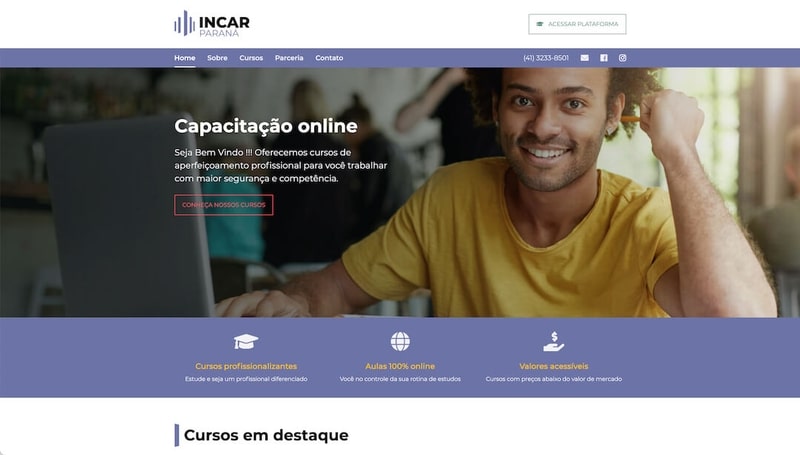 INCAR
PARANÁ
ACESSAR PLATAFORMA
Home Sobre Cursos Parceria Contato
(41) 3233-8501
Capacitação online
Seja Bem Vindo !!! Oferecemos cursos de
aperfeiçoamento profissional para você trabalhar
com maior segurança e competência.
CONHEÇA NOSSOS CURSOS
Cursos profissionalizantes
Estude e seja um profissional diferenciado
Aulas 100% online
Você no controle da sua rotina de estudos
Valores acessíveis
Cursos com preços abaixo do valor de mercado
Cursos em destaque